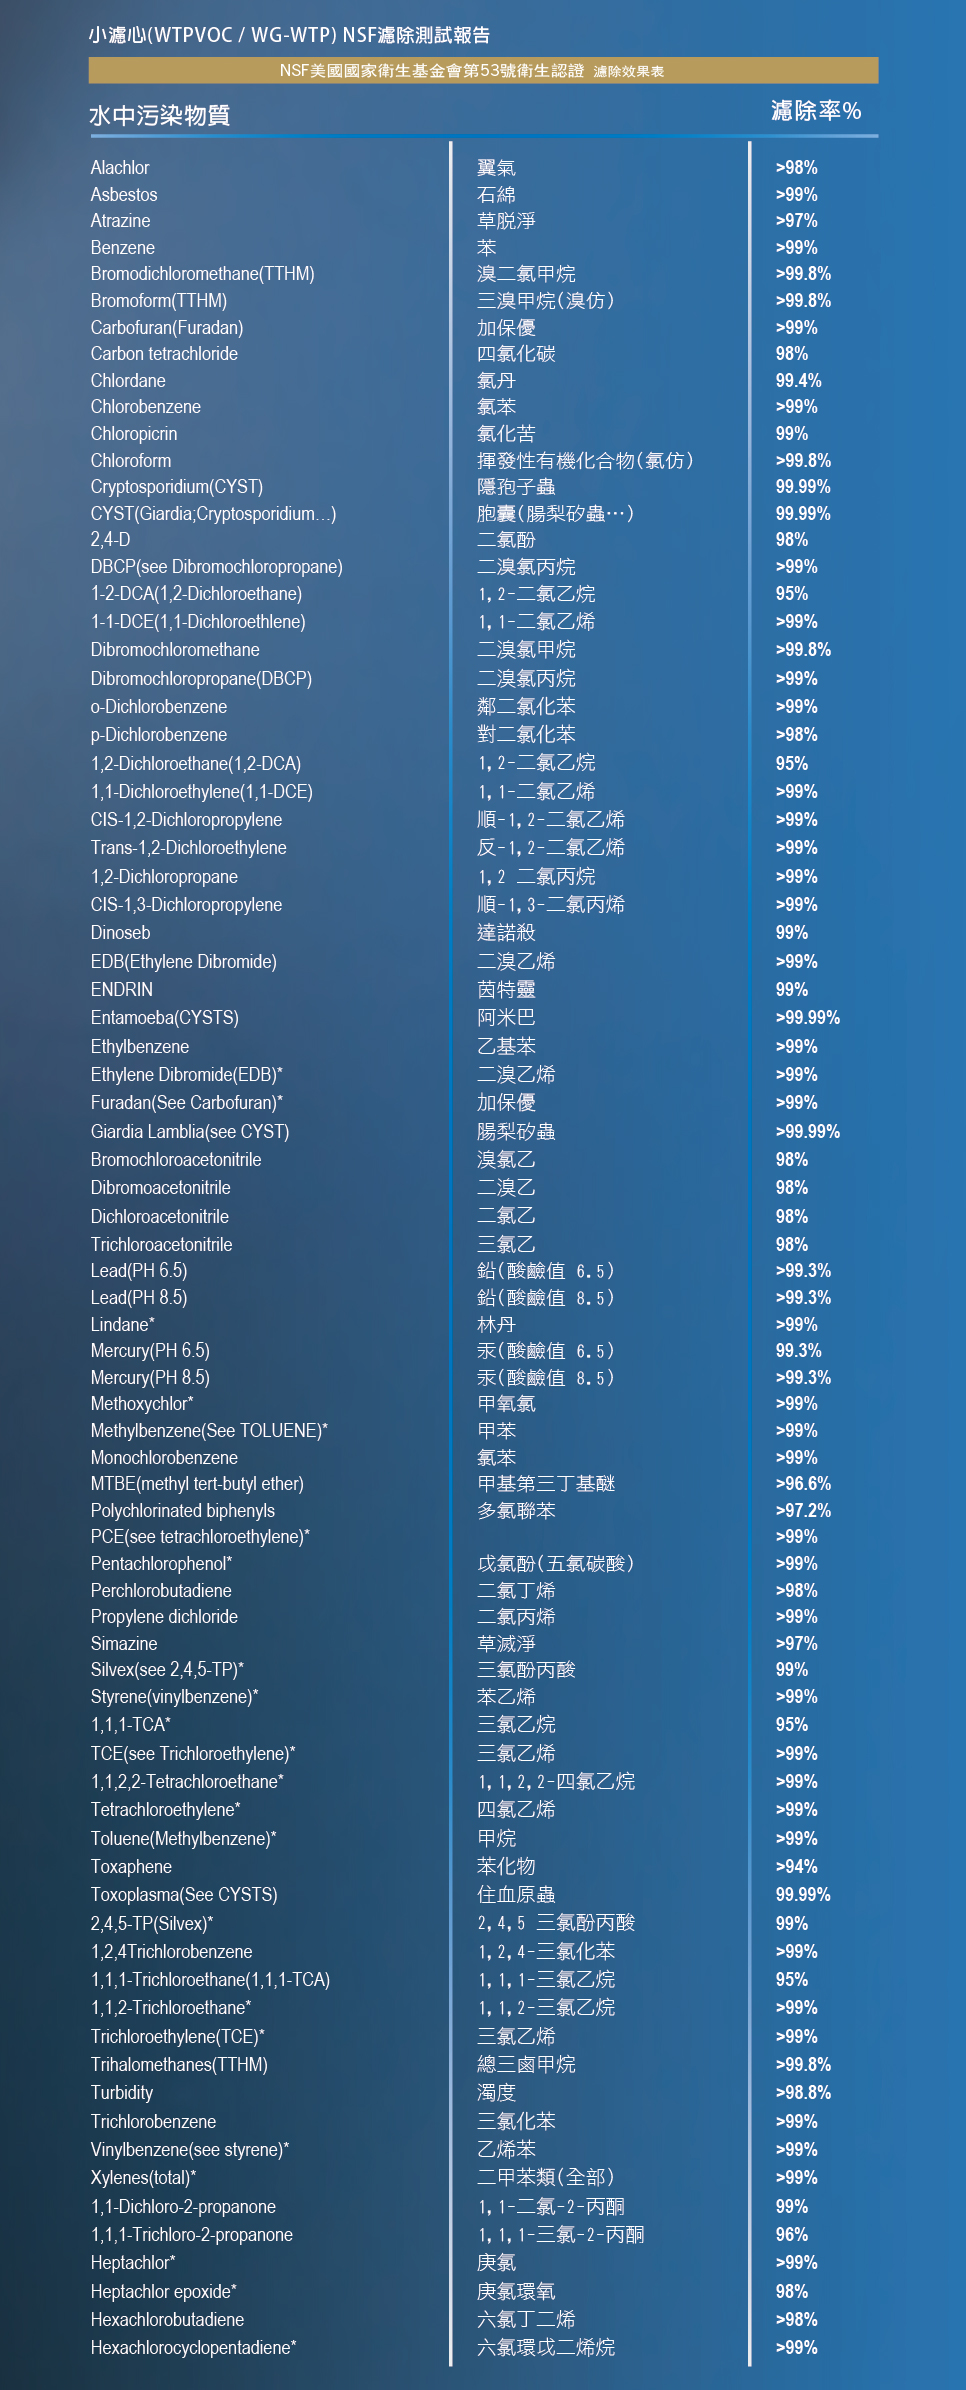 小濾心(WTPVOC / WG-WTP) NSF濾除測試報告
NSF美國國家衛生基金會第53號衛生認證 濾除效果表
水中污染物質 濾除率%
Alachlor 翼氣 >98%
Asbestos 石綿 >99%
Atrazine 草脫淨 >97%
Benzene 苯 >99%
Bromodichloromethane(TTHM) 溴二氯甲烷 >99.8%
Bromoform(TTHM) 三溴甲烷(溴仿) >99.8%
Carbofuran(Furadan) 加保優 >99%
Carbon tetrachloride 四氯化碳 98%
Chlordane 氯丹 99.4%
Chlorobenzene 氯苯 >99%
Chloropicrin 氯化苦 99%
Chloroform 揮發性有機化合物(氯仿) >99.8%
Cryptosporidium(CYST) 隱孢子蟲 99.99%
CYST(Giardia;Cryptosporidium...) 胞囊(腸梨矽蟲…) 99.99%
2,4-D 二氯酚 98%
DBCP(see Dibromochloropropane) 二溴氯丙烷 >99%
1-2-DCA(1,2-Dichloroethane) 1,2-二氯乙烷 95%
1-1-DCE(1,1-Dichloroethlene) 1,1-二氯乙烯 >99%
Dibromochloromethane 二溴氯甲烷 >99.8%
Dibromochloropropane(DBCP) 二溴氯丙烷 >99%
o-Dichlorobenzene 鄰二氯化苯 >99%
p-Dichlorobenzene 對二氯化苯 >98%
1,2-Dichloroethane(1,2-DCA) 1,2-二氯乙烷 95%
1,1-Dichloroethylene(1,1-DCE) 1,1-二氯乙烯 >99%
CIS-1,2-Dichloropropylene 順-1,2-二氯乙烯 >99%
Trans-1,2-Dichloroethylene 反-1,2-二氯乙烯 >99%
1,2-Dichloropropane 1,2 二氯丙烷 >99%
CIS-1,3-Dichloropropylene 順-1,3-二氯丙烯 >99%
Dinoseb 達諾殺 99%
EDB(Ethylene Dibromide) 二溴乙烯 >99%
ENDRIN 茵特靈 99%
Entamoeba(CYSTS) 阿米巴 >99.99%
Ethylbenzene 乙基苯 >99%
Ethylene Dibromide(EDB)* 二溴乙烯 >99%
Furadan(See Carbofuran)* 加保優 >99%
Giardia Lamblia(see CYST) 腸梨矽蟲 >99.99%
Bromochloroacetonitrile 溴氯乙 98%
Dibromoacetonitrile 二溴乙 98%
Dichloroacetonitrile 二氯乙 98%
Trichloroacetonitrile 三氯乙 98%
Lead(PH 6.5) 鉛(酸鹼值 6.5) >99.3%
Lead(PH 8.5) 鉛(酸鹼值 8.5) >99.3%
Lindane* 林丹 >99%
Mercury(PH 6.5) 汞(酸鹼值 6.5) 99.3%
Mercury(PH 8.5) 汞(酸鹼值 8.5) >99.3%
Methoxychlor* 甲氧氯 >99%
Methylbenzene(See TOLUENE)* 甲苯 >99%
Monochlorobenzene 氯苯 >99%
MTBE(methyl tert-butyl ether) 甲基第三丁基醚 >96.6%
Polychlorinated biphenyls 多氯聯苯 >97.2%
PCE(see tetrachloroethylene)* >99%
Pentachlorophenol* 戊氯酚(五氯碳酸) >99%
Perchlorobutadiene 二氯丁烯 >98%
Propylene dichloride 二氯丙烯 >99%
Simazine 草滅淨 >97%
Silvex(see 2,4,5-TP)* 三氯酚丙酸 99%
Styrene(vinylbenzene)* 苯乙烯 >99%
1,1,1-TCA* 三氯乙烷 95%
TCE(see Trichloroethylene)* 三氯乙烯 >99%
1,1,2,2-Tetrachloroethane* 1,1,2,2-四氯乙烷 >99%
Tetrachloroethylene* 四氯乙烯 >99%
Toluene(Methylbenzene)* 甲烷 >99%
Toxaphene 苯化物 >94%
Toxoplasma(See CYSTS) 住血原蟲 99.99%
2,4,5-TP(Silvex)* 2,4,5 三氯酚丙酸 99%
1,2,4Trichlorobenzene 1,2,4-三氯化苯 >99%
1,1,1-Trichloroethane(1,1,1-TCA) 1,1,1-三氯乙烷 95%
1,1,2-Trichloroethane* 1,1,2-三氯乙烷 >99%
Trichloroethylene(TCE)* 三氯乙烯 >99%
Trihalomethanes(TTHM) 總三鹵甲烷 >99.8%
Turbidity 濁度 >98.8%
Trichlorobenzene 三氯化苯 >99%
Vinylbenzene(see styrene)* 乙烯苯 >99%
Xylenes(total)* 二甲苯類(全部) >99%
1,1-Dichloro-2-propanone 1,1-二氯-2-丙酮 99%
1,1,1-Trichloro-2-propanone 1,1,1-三氯-2-丙酮 96%
Heptachlor* 庚氯 >99%
Heptachlor epoxide* 庚氯環氧 98%
Hexachlorobutadiene 六氯丁二烯 >98%
Hexachlorocyclopentadiene* 六氯環戊二烯烷 >99%